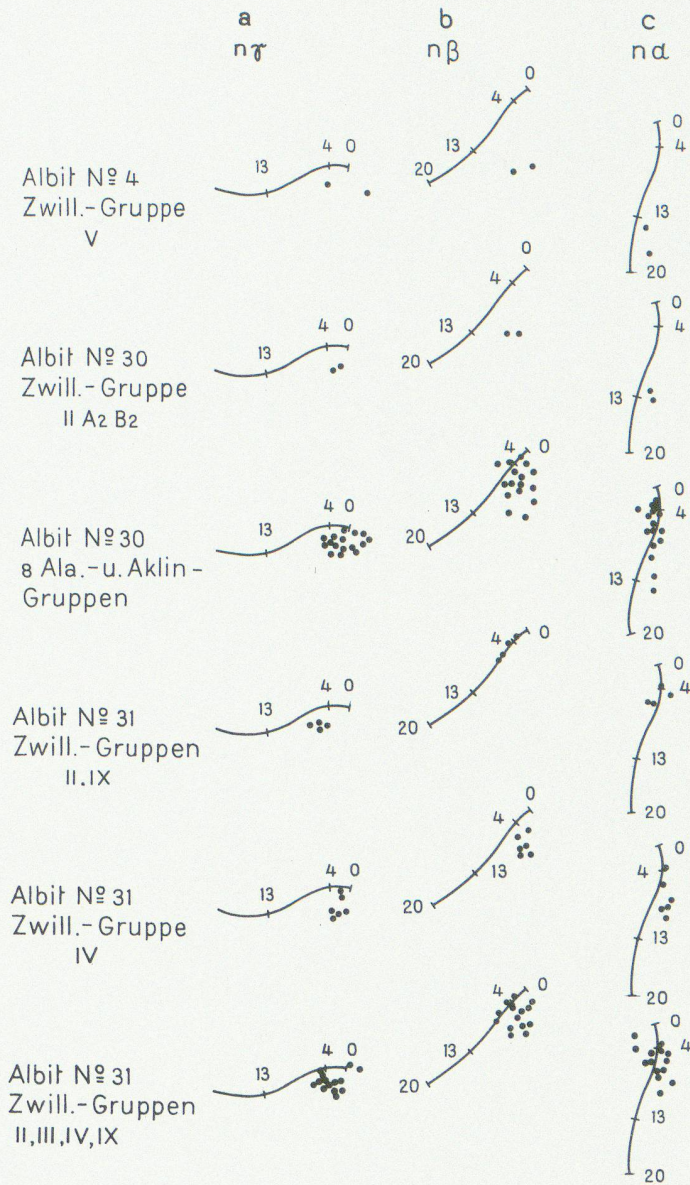 a b c
nγ nβ nα
Albit Nº 4
Zwill.-Gruppe
V
13 4 0
20 13 4 0
0 4 13 20
Albit Nº 30
Zwill.-Gruppe
II A2 B2
13 4 0
20 13 4 0
0 4 13 20
Albit Nº 30
8 Ala.-u. Aklin-
Gruppen
13 4 0
20 13 4 0
0 4 13 20
Albit Nº 31
Zwill.-Gruppen
II.IX
13 4 0
20 13 4 0
0 4 13 20
Albit Nº 31
Zwill.-Gruppe
IV
13 4 0
20 13 4 0
0 4 13 20
Albit Nº 31
Zwill.-Gruppen
II,III,IV,IX
13 4 0
20 13 4 0
0 4 13 20